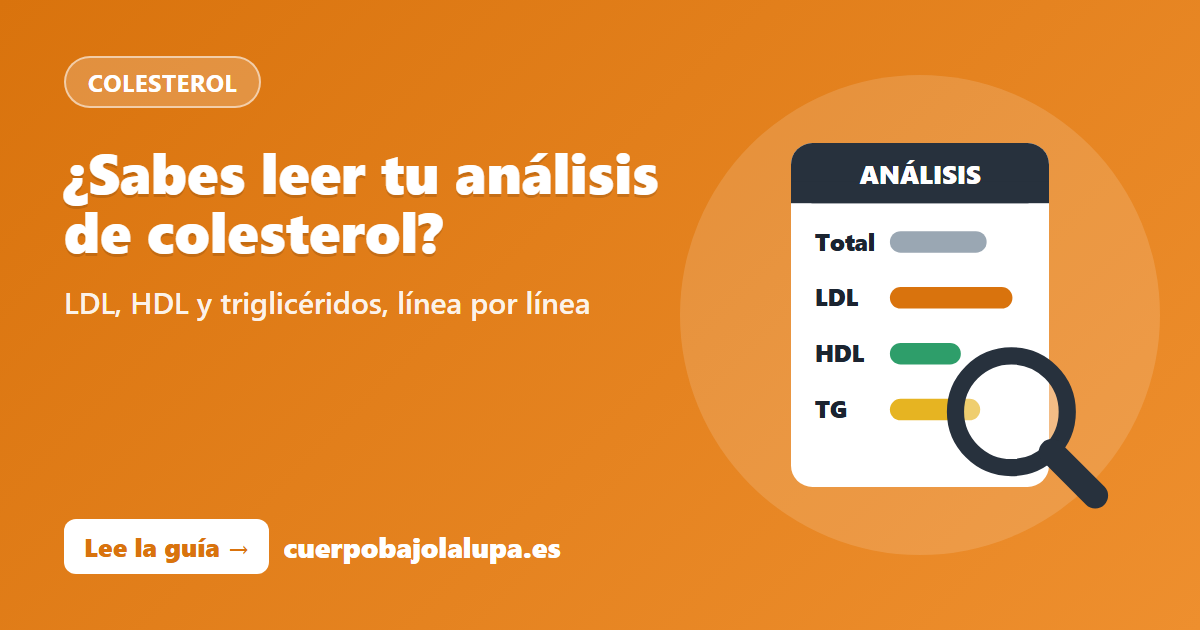 COLESTEROL
¿Sabes leer tu análisis
de colesterol?
LDL, HDL y triglicéridos, línea por línea
Lee la guía →
cuerpobajolalupa.es
ANÁLISIS
Total
LDL
HDL
TG